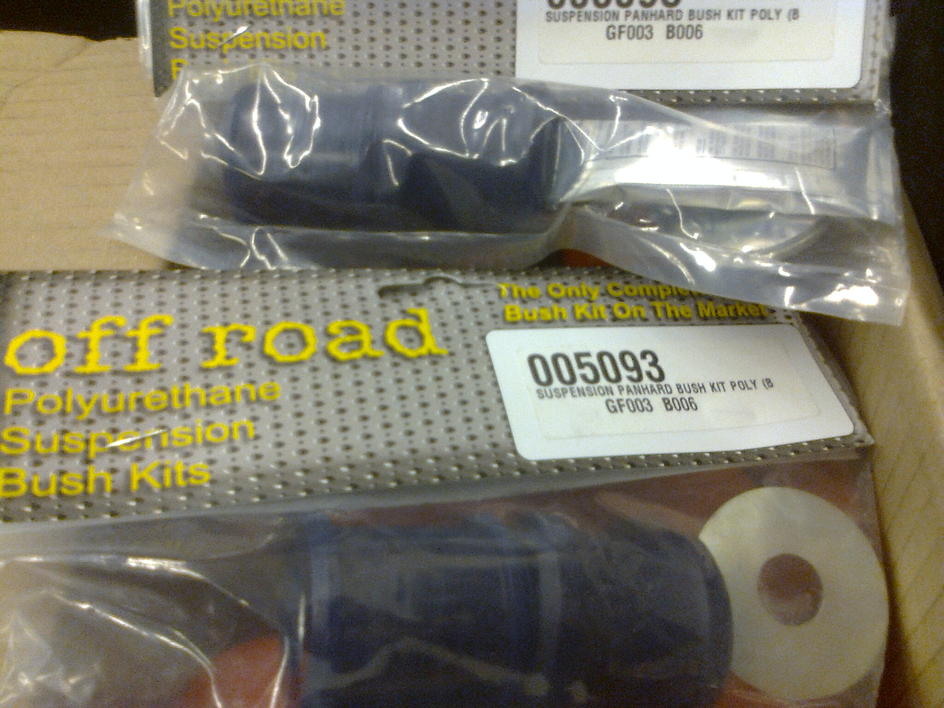 Polyurethane
Suspension
SUSPENSION PANHARD BUSH KIT POLY (B
GF003 B006
off road
Polyurethane
Suspension
Bush Kits
The Only
Bush Kit On The Market
005093
SUSPENSION PANHARD BUSH KIT POLY (B
GF003 B006